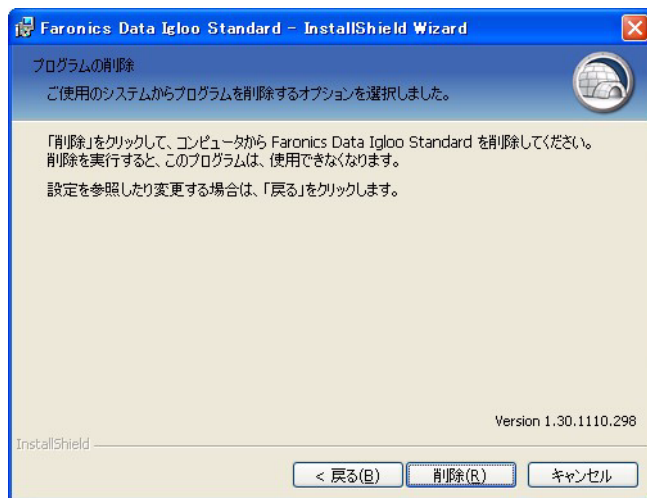 Faronics Data Igloo Standard - InstallShield Wizard
プログラムの削除
ご使用のシステムからプログラムを削除するオプションを選択しました。
「削除」をクリックして、コンピュータから Faronics Data Igloo Standard を削除してください。
削除を実行すると、このプログラムは、使用できなくなります。
設定を参照したり変更する場合は、「戻る」をクリックします。
Version 1.30.1110.298
InstallShield
< 戻る(B)
削除(R)
キャンセル